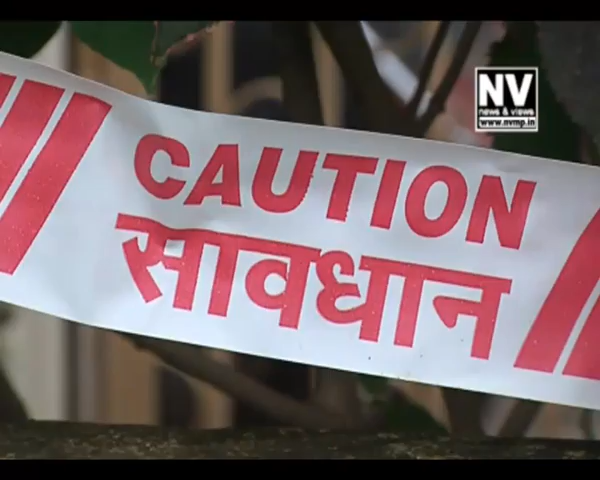 NV
news & views
www.nvmp.in
CAUTION
सावधान